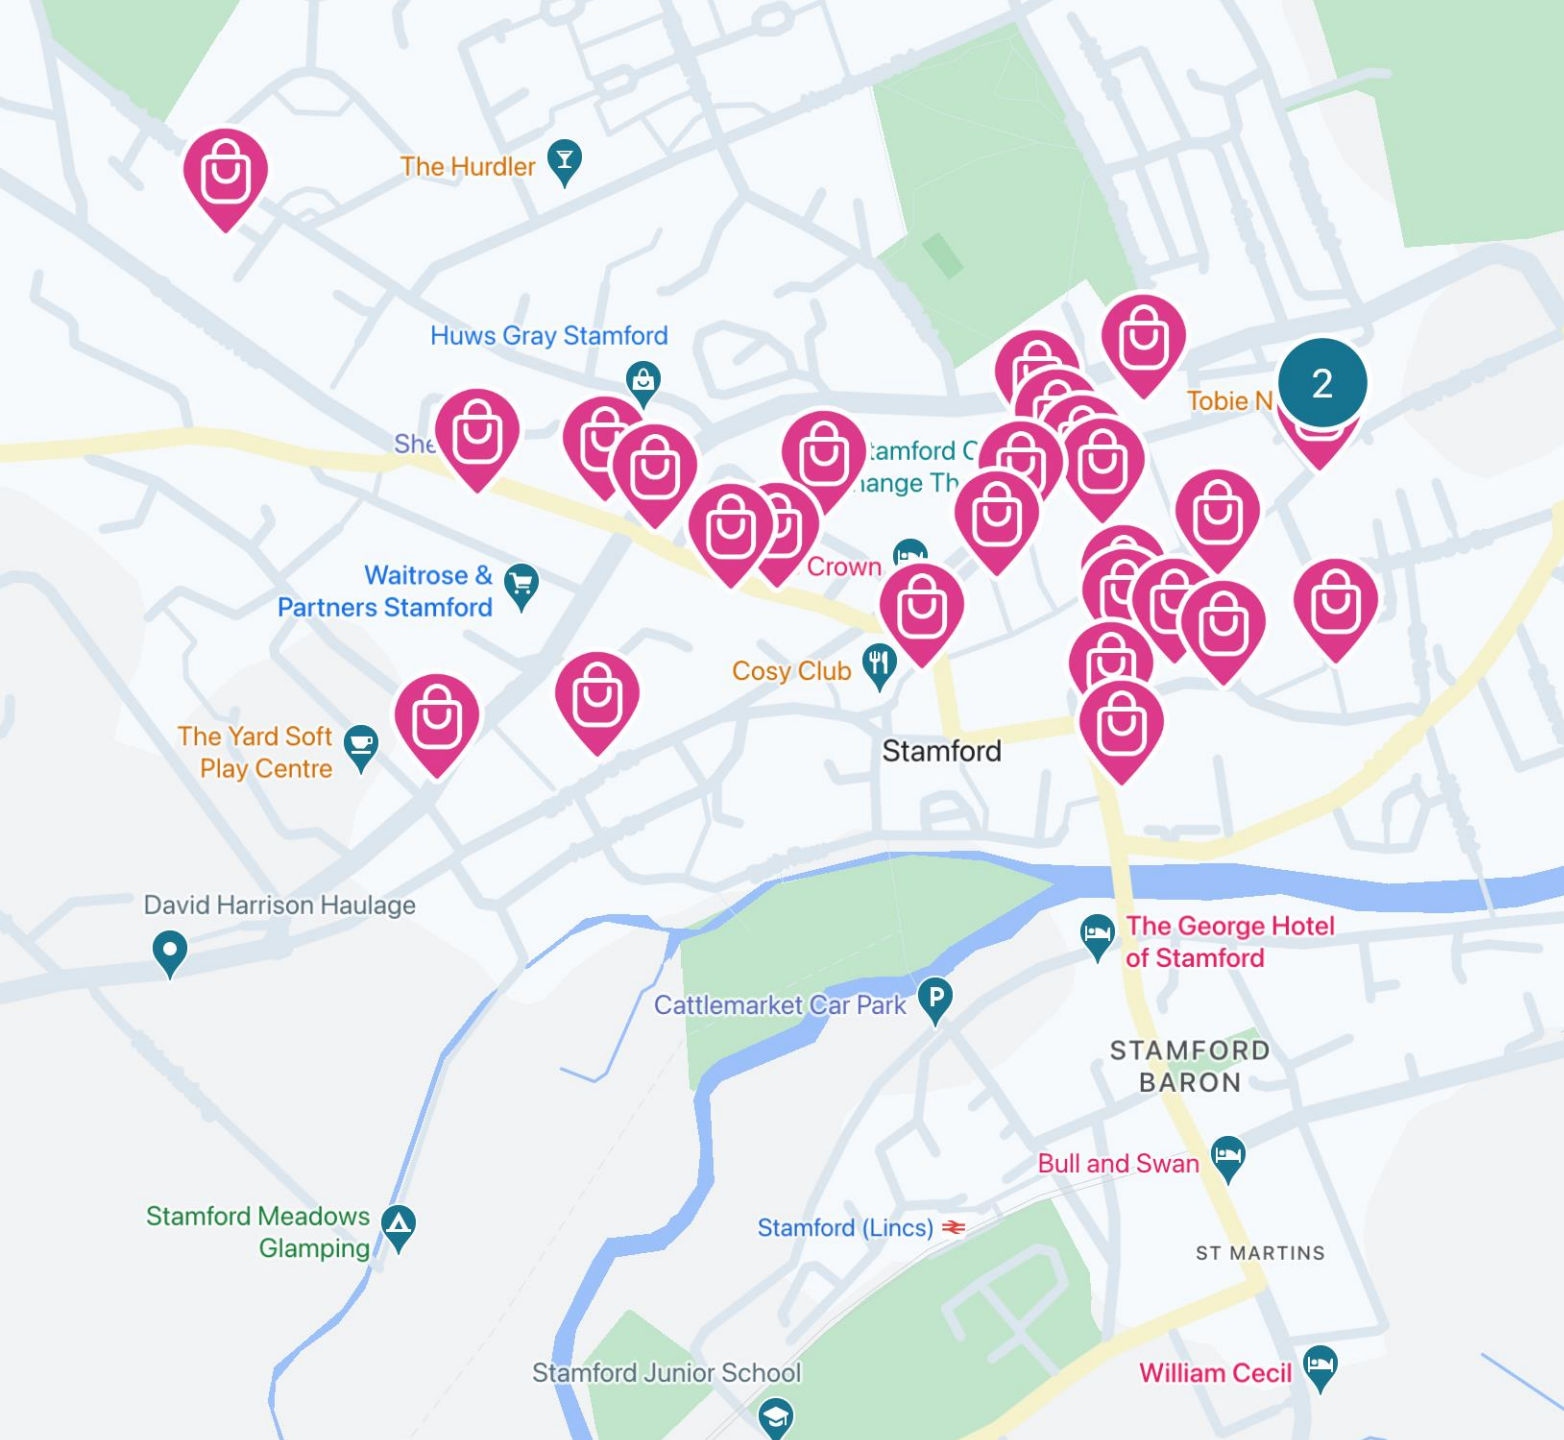 The Hurdler
Huws Gray Stamford
Tobie N
2
She
tamford C
hange Th
Crown
Waitrose &
Partners Stamford
Cosy Club
The Yard Soft
Play Centre
Stamford
David Harrison Haulage
The George Hotel
of Stamford
Cattlemarket Car Park
P
STAMFORD
BARON
Bull and Swan
Stamford Meadows
Glamping
Stamford (Lincs)
ST MARTINS
Stamford Junior School
William Cecil